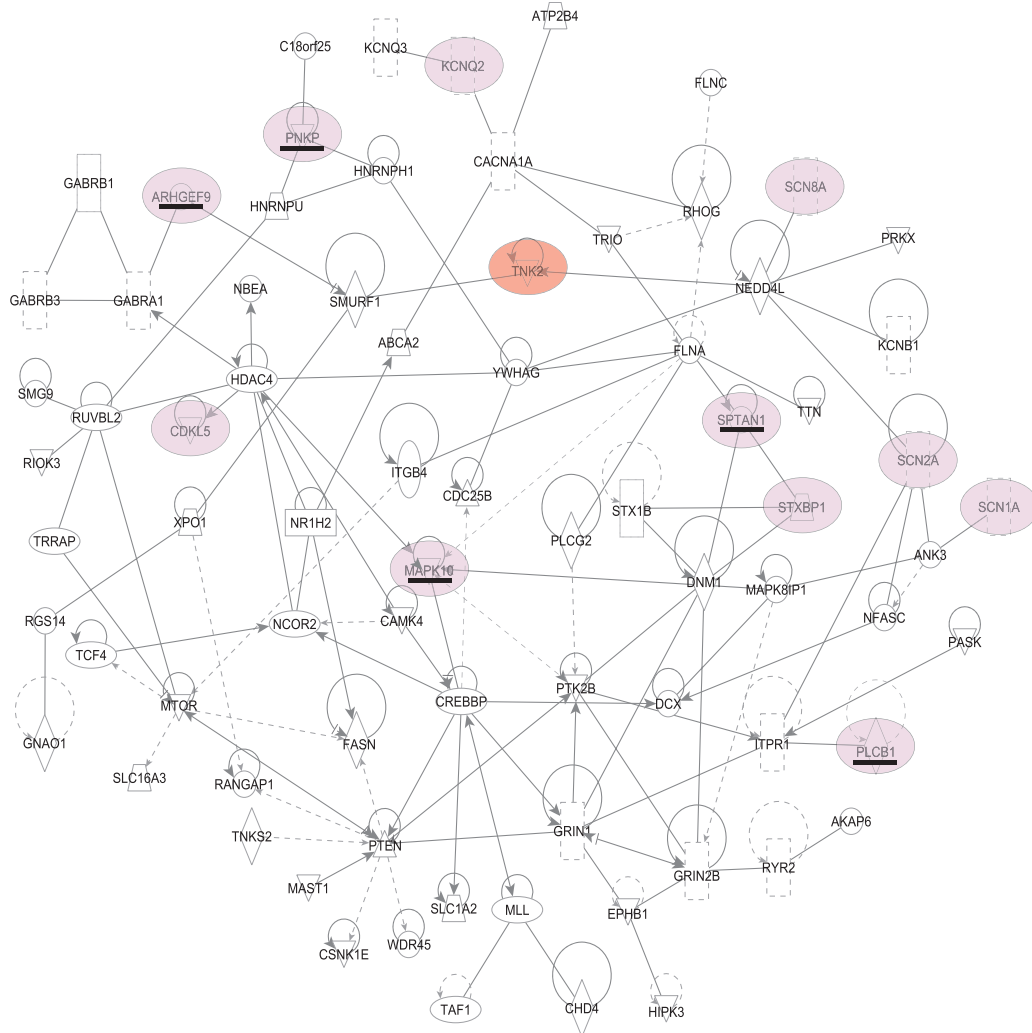 ATP2B4
C18orf25
KCNQ3
KCNQ2
FLNC
PNKP
CACNA1A
HNRNPH1
GABRB1
SCN8A
ARHGEF9
HNRNPU
RHOG
TRIO
PRKX
TNK2
NBEA
NEDD4L
GABRB3
GABRA1
SMURF1
ABCA2
KCNB1
FLNA
YWHAG
HDAC4
SMG9
RUVBL2
TTN
SPTAN1
CDKL5
SCN2A
RIOK3
ITGB4
CDC25B
STXBP1
SCN1A
STX1B
XPO1
NR1H2
TRRAP
PLCG2
ANK3
MAPK10
DNM1
MAPK8IP1
RGS14
NCOR2
CAMK4
NFASC
PASK
TCF4
PTK2B
MTOR
CREBBP
DCX
GNAO1
FASN
ITPR1
PLCB1
SLC16A3
RANGAP1
AKAP6
TNKS2
GRIN1
PTEN
RYR2
GRIN2B
MAST1
SLC1A2
MLL
EPHB1
CSNK1E
WDR45
TAF1
CHD4
HIPK3